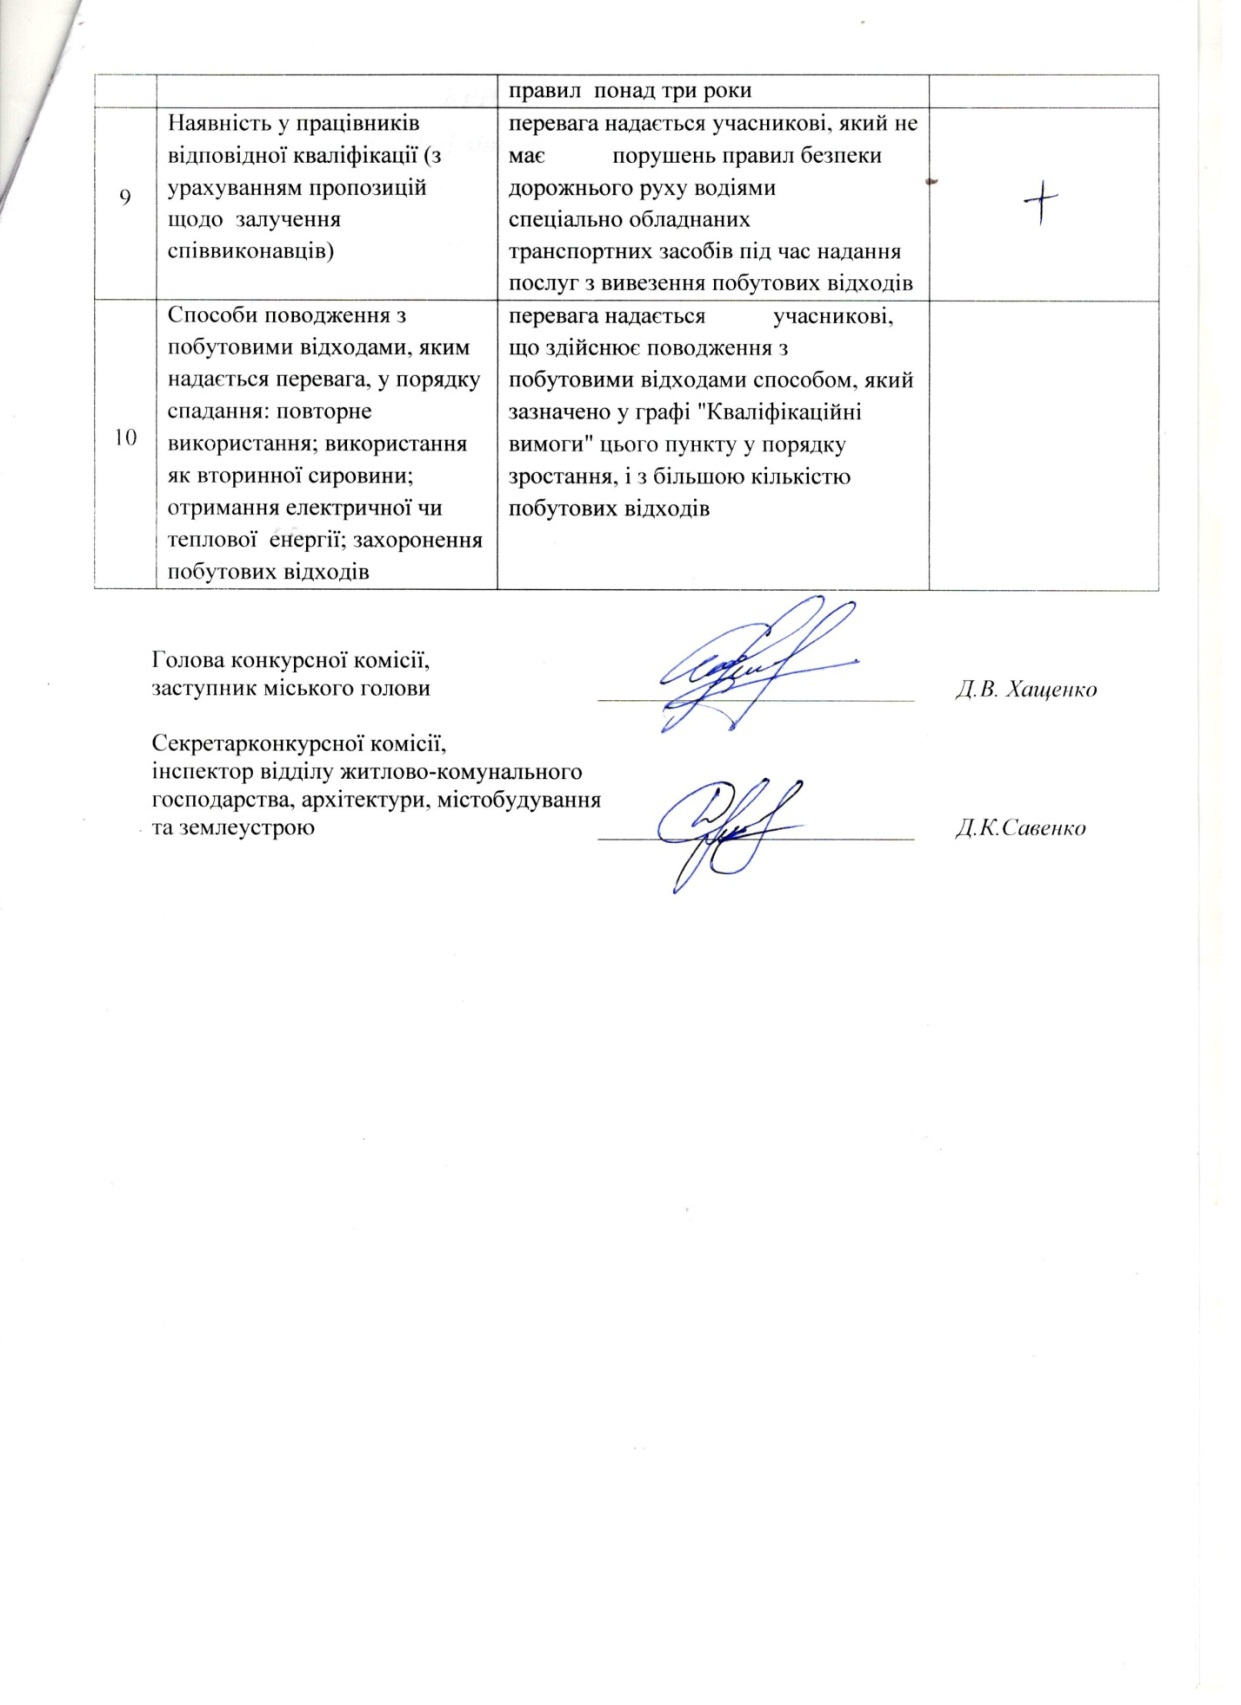 правил понад три роки
9
Наявність у працівників
відповідної кваліфікації (з
урахуванням пропозицій
щодо залучення
співвиконавців)
перевага надається учасникові, який не
має порушень правил безпеки
дорожнього руху водіями
спеціально обладнаних
транспортних засобів під час надання
послуг з вивезення побутових відходів
+
10
Способи поводження з
побутовими відходами, яким
надається перевага, у порядку
спадання: повторне
використання; використання
як вторинної сировини;
отримання електричної чи
теплової енергії; захоронення
побутових відходів
перевага надається учасникові,
що здійснює поводження з
побутовими відходами способом, який
зазначено у графі "Кваліфікаційні
вимоги" цього пункту у порядку
зростання, і з більшою кількістю
побутових відходів
Голова конкурсної комісії,
заступник міського голови
Д.В. Хащенко
Секретарконкурсної комісії,
інспектор відділу житлово-комунального
господарства, архітектури, містобудування
та землеустрою
Д.К.Савенко